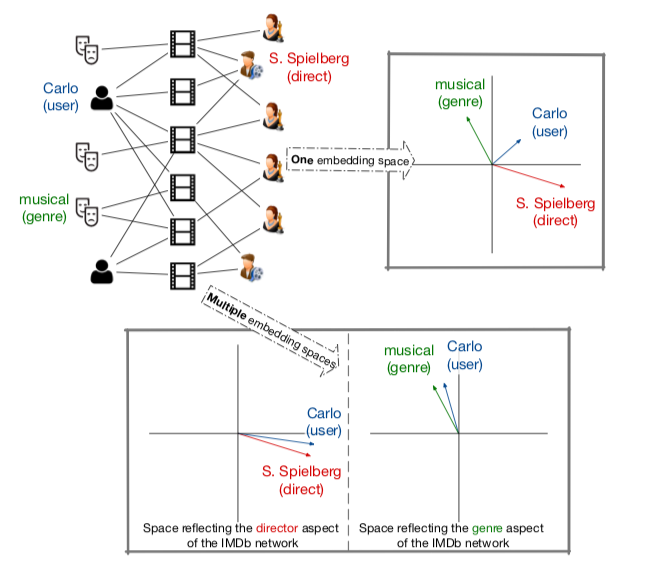 S. Spielberg
(direct)
Carlo
(user)
musical
(genre)
One embedding space
musical
(genre)
Carlo
(user)
S. Spielberg
(direct)
Multiple embedding spaces
Carlo
(user)
S. Spielberg
(direct)
Space reflecting the director aspect
of the IMDb network
musical
(genre)
Carlo
(user)
Space reflecting the genre aspect
of the IMDb network